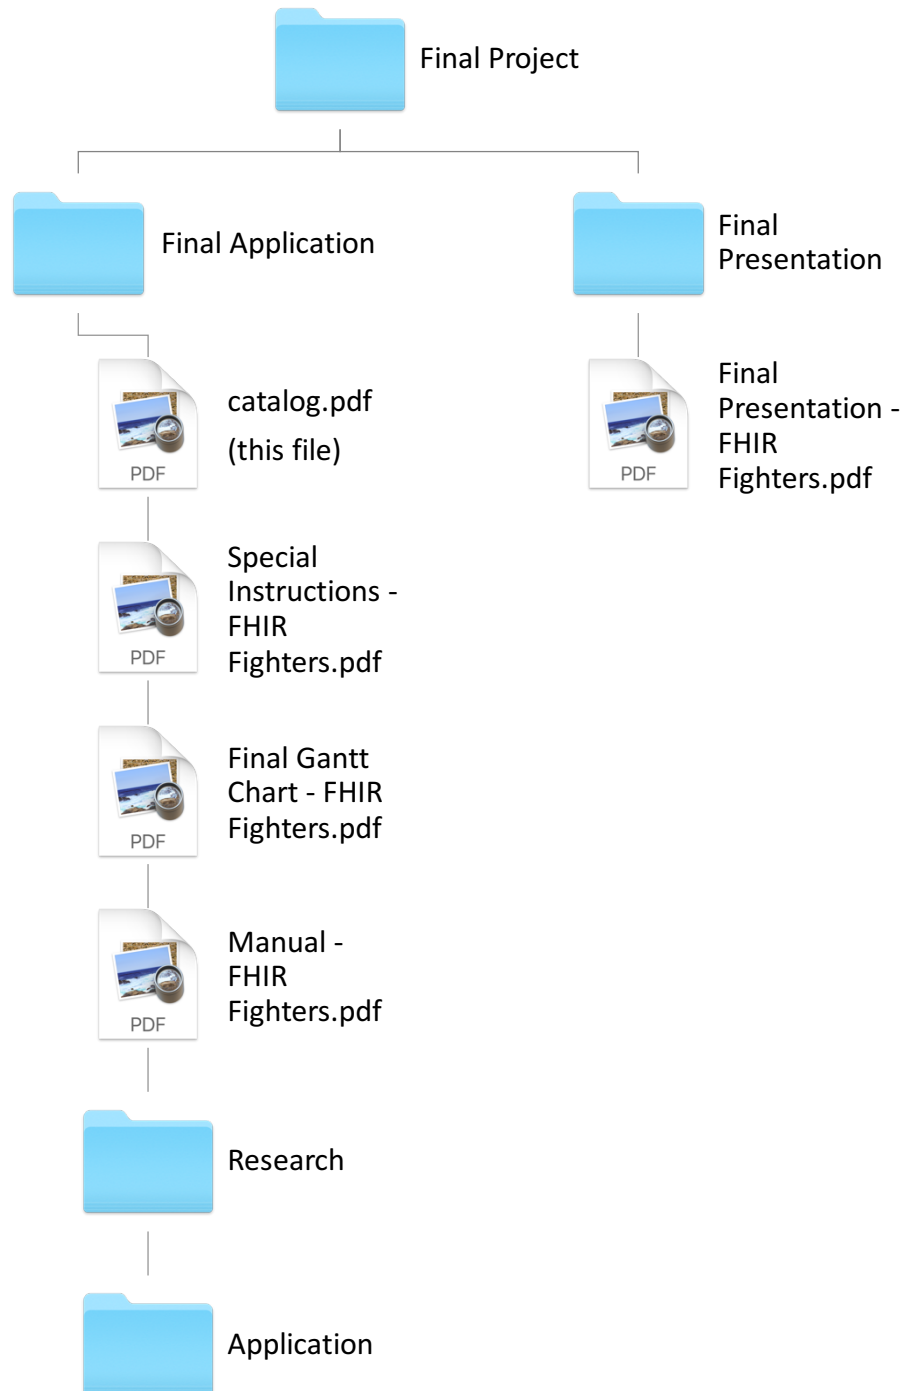 Final Project
Final Application
Final
Presentation
PDF
catalog.pdf
(this file)
PDF
Final
Presentation -
FHIR
Fighters.pdf
PDF
Special
Instructions -
FHIR
Fighters.pdf
PDF
Final Gantt
Chart - FHIR
Fighters.pdf
PDF
Manual -
FHIR
Fighters.pdf
Research
Application